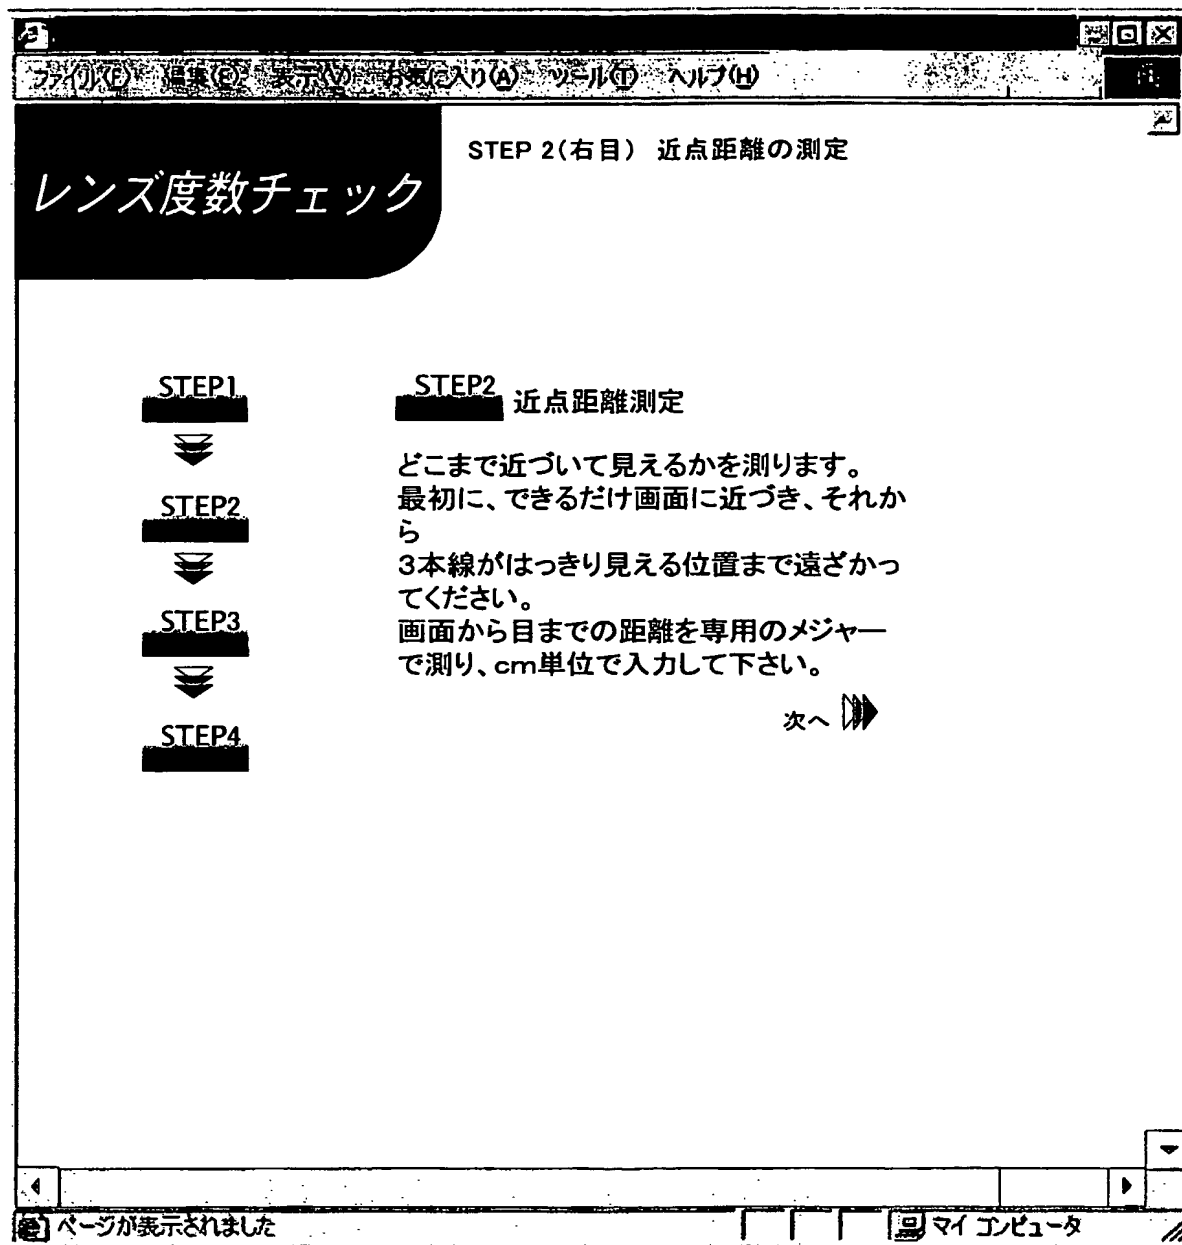 ファイル(F) 編集(E) 表示(V) お気に入り(A) ツール(T) ヘルプ(H)
レンズ度数チェック
STEP 2(右目) 近点距離の測定
STEP1
STEP2
STEP3
STEP4
STEP2 近点距離測定
どこまで近づいて見えるかを測ります。
最初に、できるだけ画面に近づき、それか
ら
3本線がはっきり見える位置まで遠ざかっ
てください。
画面から目までの距離を専用のメジャー
で測り、cm単位で入力して下さい。
次へ
ページが表示されました
マイ コンピュータ